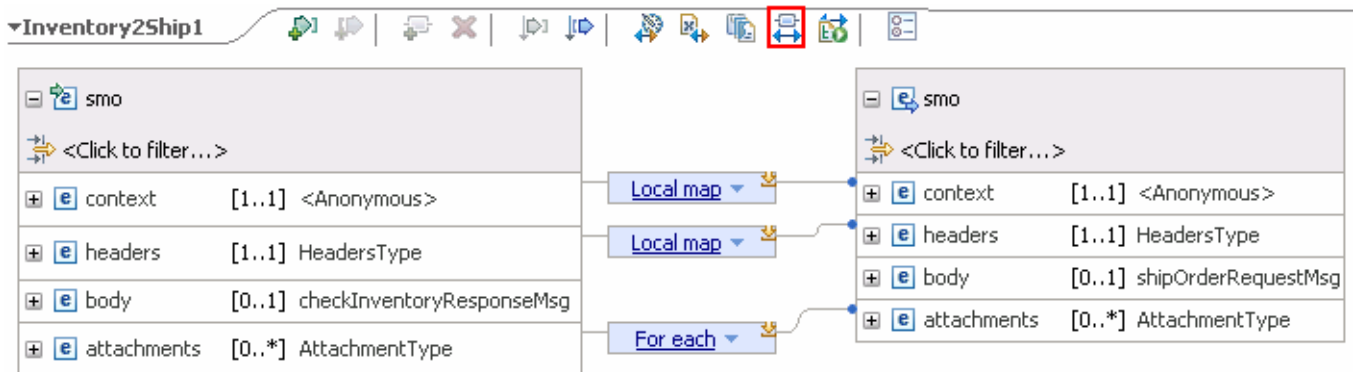 Inventory2Ship1
smo
<Click to filter...>
context [1..1] <Anonymous>
headers [1..1] HeadersType
body [0..1] checkInventoryResponseMsg
attachments [0..*] AttachmentType
Local map
Local map
For each
smo
<Click to filter...>
context [1..1] <Anonymous>
headers [1..1] HeadersType
body [0..1] shipOrderRequestMsg
attachments [0..*] AttachmentType